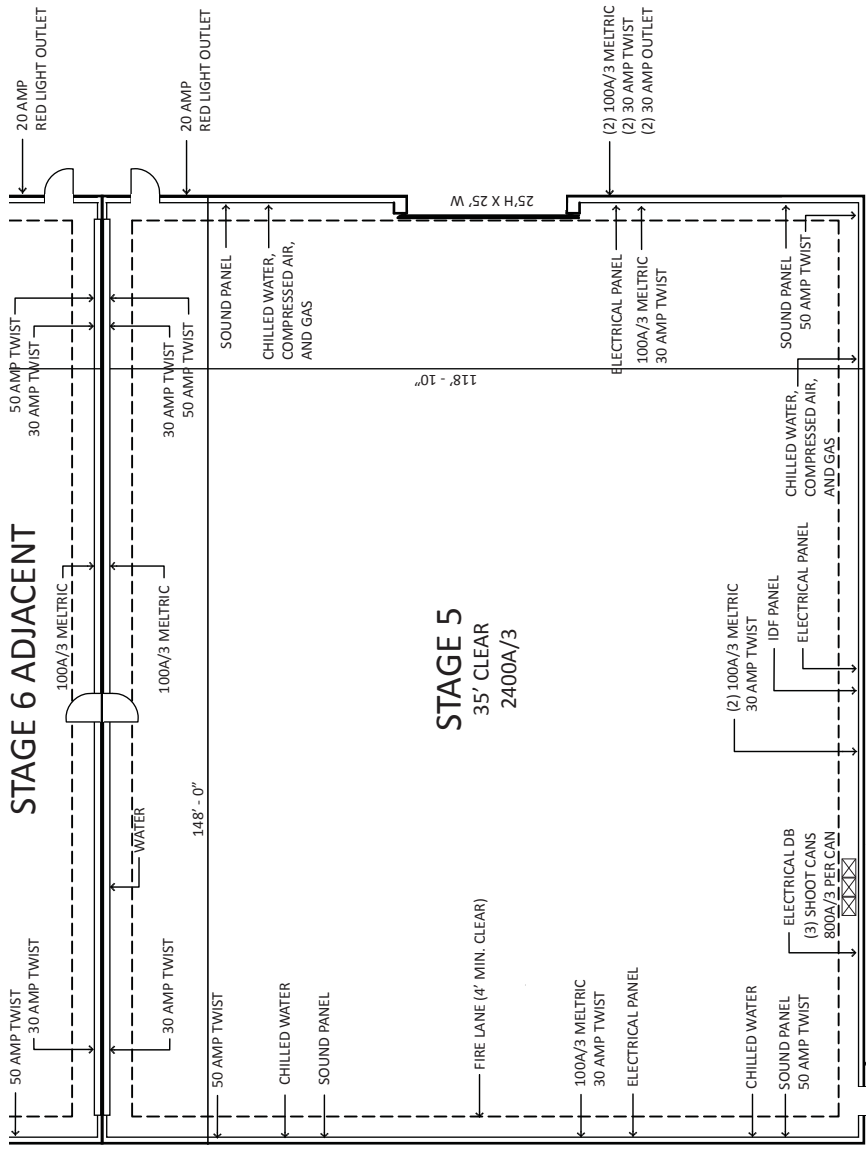 STAGE 6 ADJACENT
50 AMP TWIST
30 AMP TWIST
100A/3 MELTRIC
50 AMP TWIST
30 AMP TWIST
20 AMP
RED LIGHT OUTLET
30 AMP TWIST
WATER
100A/3 MELTRIC
30 AMP TWIST
50 AMP TWIST
20 AMP
RED LIGHT OUTLET
148' - 0"
50 AMP TWIST
CHILLED WATER
SOUND PANEL
SOUND PANEL
CHILLED WATER,
COMPRESSED AIR,
AND GAS
118' - 10"
25'H X 25' W
FIRE LANE (4' MIN. CLEAR)
STAGE 5
35' CLEAR
2400A/3
100A/3 MELTRIC
30 AMP TWIST
ELECTRICAL PANEL
ELECTRICAL PANEL
100A/3 MELTRIC
30 AMP TWIST
(2) 100A/3 MELTRIC
(2) 30 AMP TWIST
(2) 30 AMP OUTLET
CHILLED WATER
SOUND PANEL
50 AMP TWIST
ELECTRICAL DB
(3) SHOOT CANS
800A/3 PER CAN
(2) 100A/3 MELTRIC
30 AMP TWIST
IDF PANEL
ELECTRICAL PANEL
CHILLED WATER,
COMPRESSED AIR,
AND GAS
SOUND PANEL
50 AMP TWIST